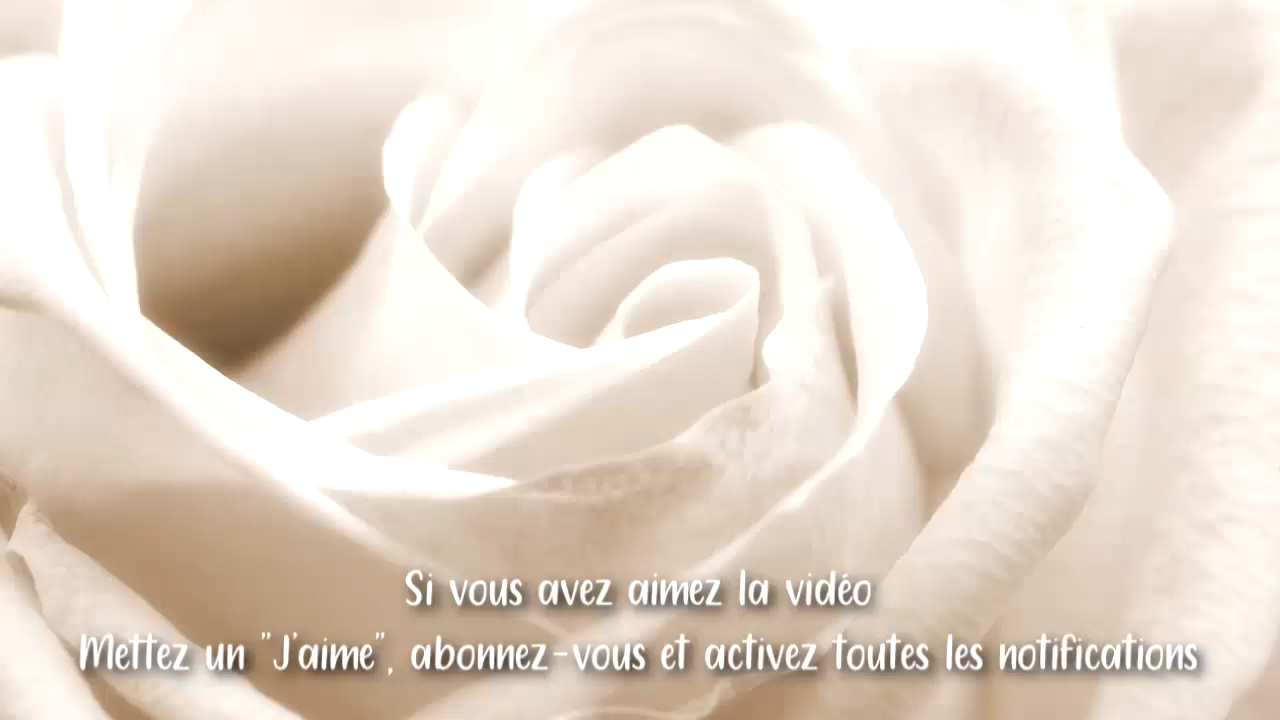 Si vous avez aimez la vidéo
Mettez un "J'aime", abonnez-vous et activez toutes les notifications